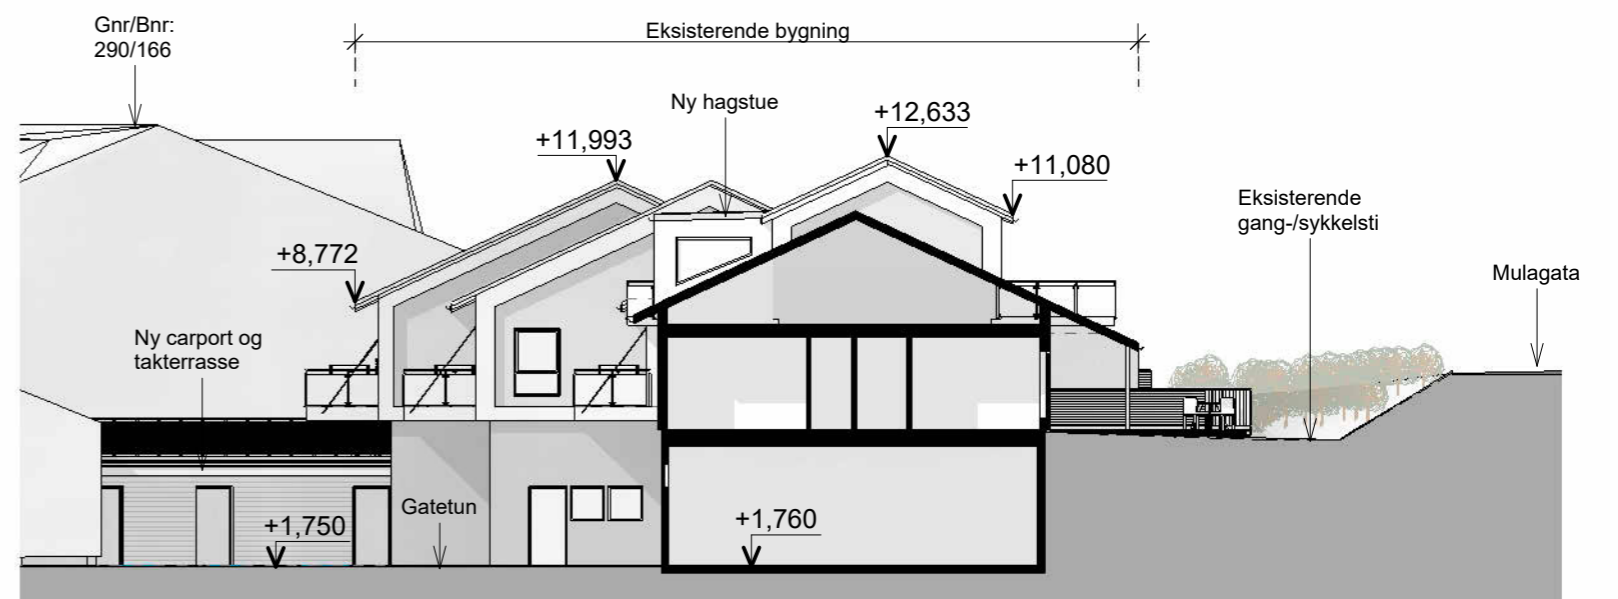 Gnr/Bnr:
290/166
Eksisterende bygning
Ny hagstue
+12,633
+11,993
+11,080
Eksisterende
gang-/sykkelsti
+8,772
Mulagata
Ny carport og
takterrasse
Gatetun
+1,750
+1,760